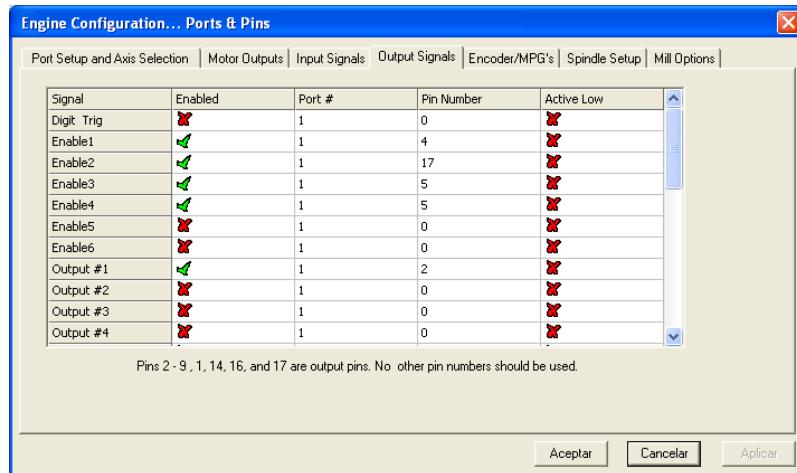 Engine Configuration... Ports & Pins
Port Setup and Axis Selection Motor Outputs Input Signals Output Signals Encoder/MPG's Spindle Setup Mill Options
Signal Enabled Port # Pin Number Active Low
Digit Trig 1 0
Enable1 1 4
Enable2 1 17
Enable3 1 5
Enable4 1 5
Enable5 1 0
Enable6 1 0
Output #1 1 2
Output #2 1 0
Output #3 1 0
Output #4 1 0
Pins 2 - 9 , 1, 14, 16, and 17 are output pins. No other pin numbers should be used.
Aceptar Cancelar Aplicar